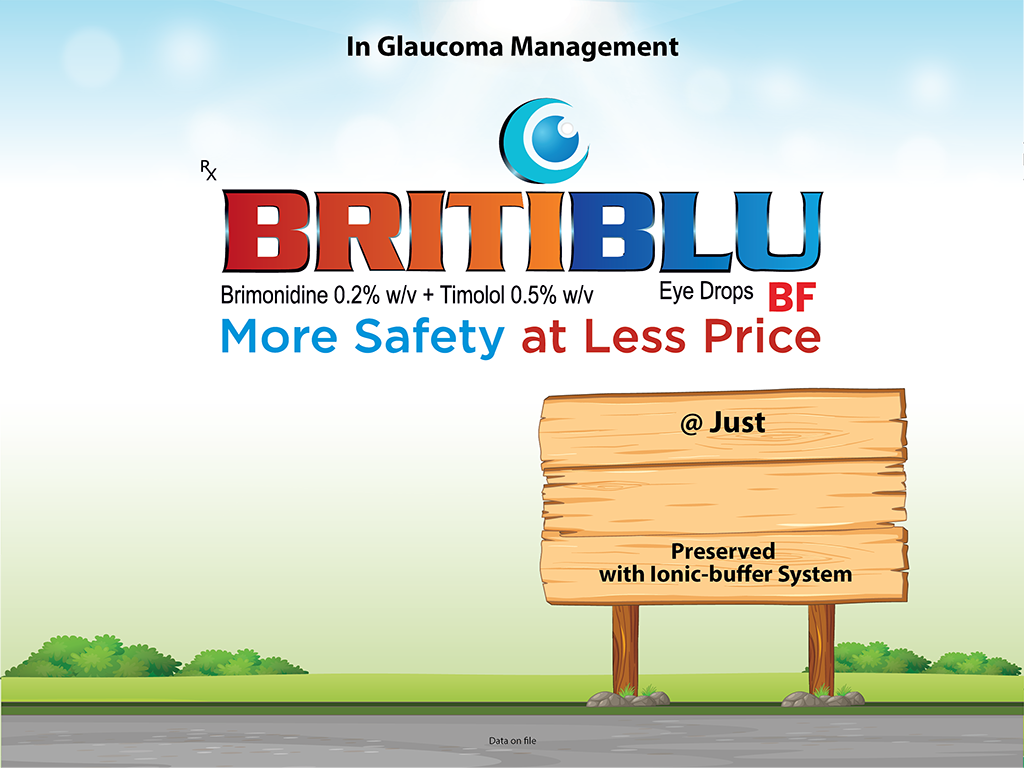 In Glaucoma Management
Rx
BRITIBLU
Brimonidine 0.2% w/v + Timolol 0.5% w/v Eye Drops BF
More Safety at Less Price
@ Just
Preserved
with Ionic-buffer System
Data on file